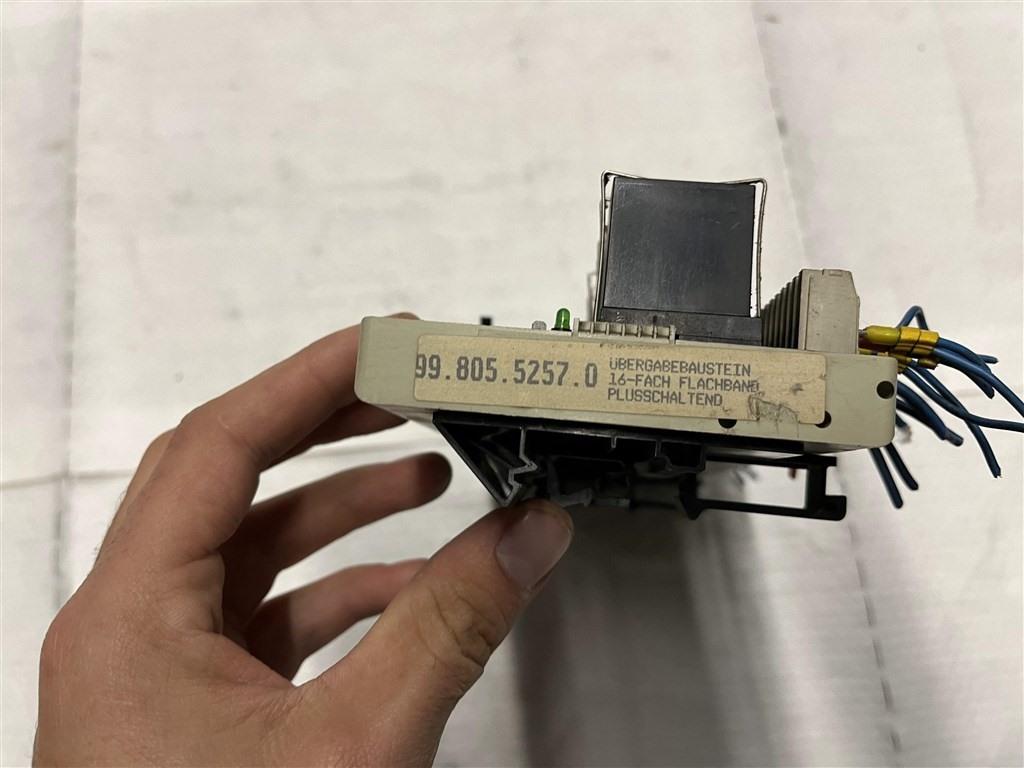 99.805.5257.0
ÜBERGABEBAUSTEIN
16-FACH FLACHBAND
PLUSSCHALTEND